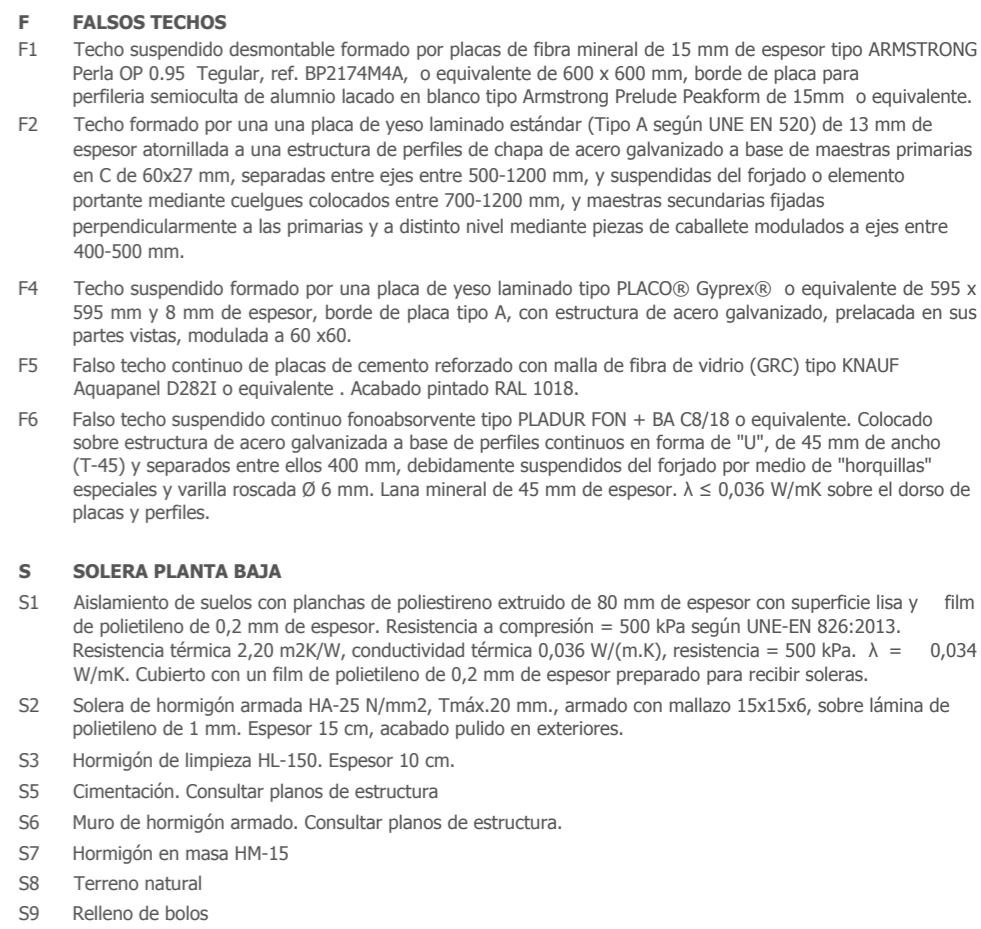 F FALSOS TECHOS
F1 Techo suspendido desmontable formado por placas de fibra mineral de 15 mm de espesor tipo ARMSTRONG
Perla OP 0.95 Tegular, ref. BP2174M4A, o equivalente de 600 x 600 mm, borde de placa para
perfileria semioculta de alumnio lacado en blanco tipo Armstrong Prelude Peakform de 15mm o equivalente.
F2 Techo formado por una una placa de yeso laminado estándar (Tipo A según UNE EN 520) de 13 mm de
espesor atornillada a una estructura de perfiles de chapa de acero galvanizado a base de maestras primarias
en C de 60x27 mm, separadas entre ejes entre 500-1200 mm, y suspendidas del forjado o elemento
portante mediante cuelgues colocados entre 700-1200 mm, y maestras secundarias fijadas
perpendicularmente a las primarias y a distinto nivel mediante piezas de caballete modulados a ejes entre
400-500 mm.
F4 Techo suspendido formado por una placa de yeso laminado tipo PLACO® Gyprex® o equivalente de 595 x
595 mm y 8 mm de espesor, borde de placa tipo A, con estructura de acero galvanizado, prelacada en sus
partes vistas, modulada a 60 x60.
F5 Falso techo continuo de placas de cemento reforzado con malla de fibra de vidrio (GRC) tipo KNAUF
Aquapanel D282I o equivalente . Acabado pintado RAL 1018.
F6 Falso techo suspendido continuo fonoabsorvente tipo PLADUR FON + BA C8/18 o equivalente. Colocado
sobre estructura de acero galvanizada a base de perfiles continuos en forma de "U", de 45 mm de ancho
(T-45) y separados entre ellos 400 mm, debidamente suspendidos del forjado por medio de "horquillas"
especiales y varilla roscada Ø 6 mm. Lana mineral de 45 mm de espesor. λ ≤ 0,036 W/mK sobre el dorso de
placas y perfiles.
S SOLERA PLANTA BAJA
S1 Aislamiento de suelos con planchas de poliestireno extruido de 80 mm de espesor con superficie lisa y film
de polietileno de 0,2 mm de espesor. Resistencia a compresión = 500 kPa según UNE-EN 826:2013.
Resistencia térmica 2,20 m2K/W, conductividad térmica 0,036 W/(m.K), resistencia = 500 kPa. λ = 0,034
W/mK. Cubierto con un film de polietileno de 0,2 mm de espesor preparado para recibir soleras.
S2 Solera de hormigón armada HA-25 N/mm2, Tmáx.20 mm., armado con mallazo 15x15x6, sobre lámina de
polietileno de 1 mm. Espesor 15 cm, acabado pulido en exteriores.
S3 Hormigón de limpieza HL-150. Espesor 10 cm.
S5 Cimentación. Consultar planos de estructura
S6 Muro de hormigón armado. Consultar planos de estructura.
S7 Hormigón en masa HM-15
S8 Terreno natural
S9 Relleno de bolos